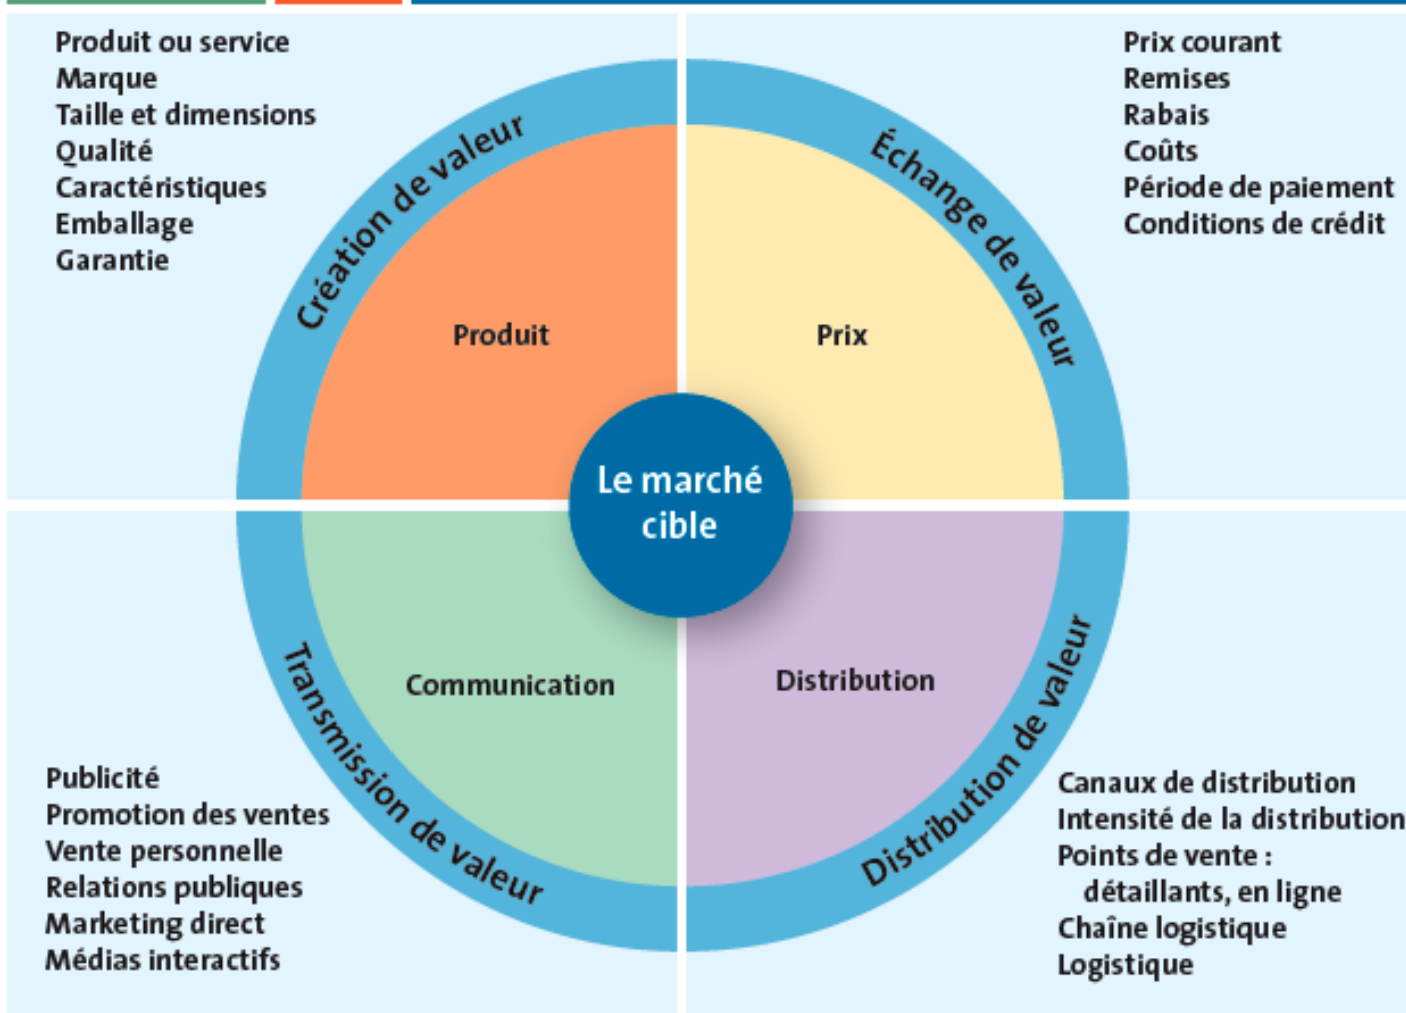 Produit ou service
Marque
Taille et dimensions
Qualité
Caractéristiques
Emballage
Garantie
Création de valeur
Produit
Prix courant
Remises
Rabais
Coûts
Période de paiement
Conditions de crédit
Échange de valeur
Prix
Le marché
cible
Communication
Transmission de valeur
Publicité
Promotion des ventes
Vente personnelle
Relations publiques
Marketing direct
Médias interactifs
Distribution
Distribution de valeur
Canaux de distribution
Intensité de la distribution
Points de vente :
détaillants, en ligne
Chaîne logistique
Logistique